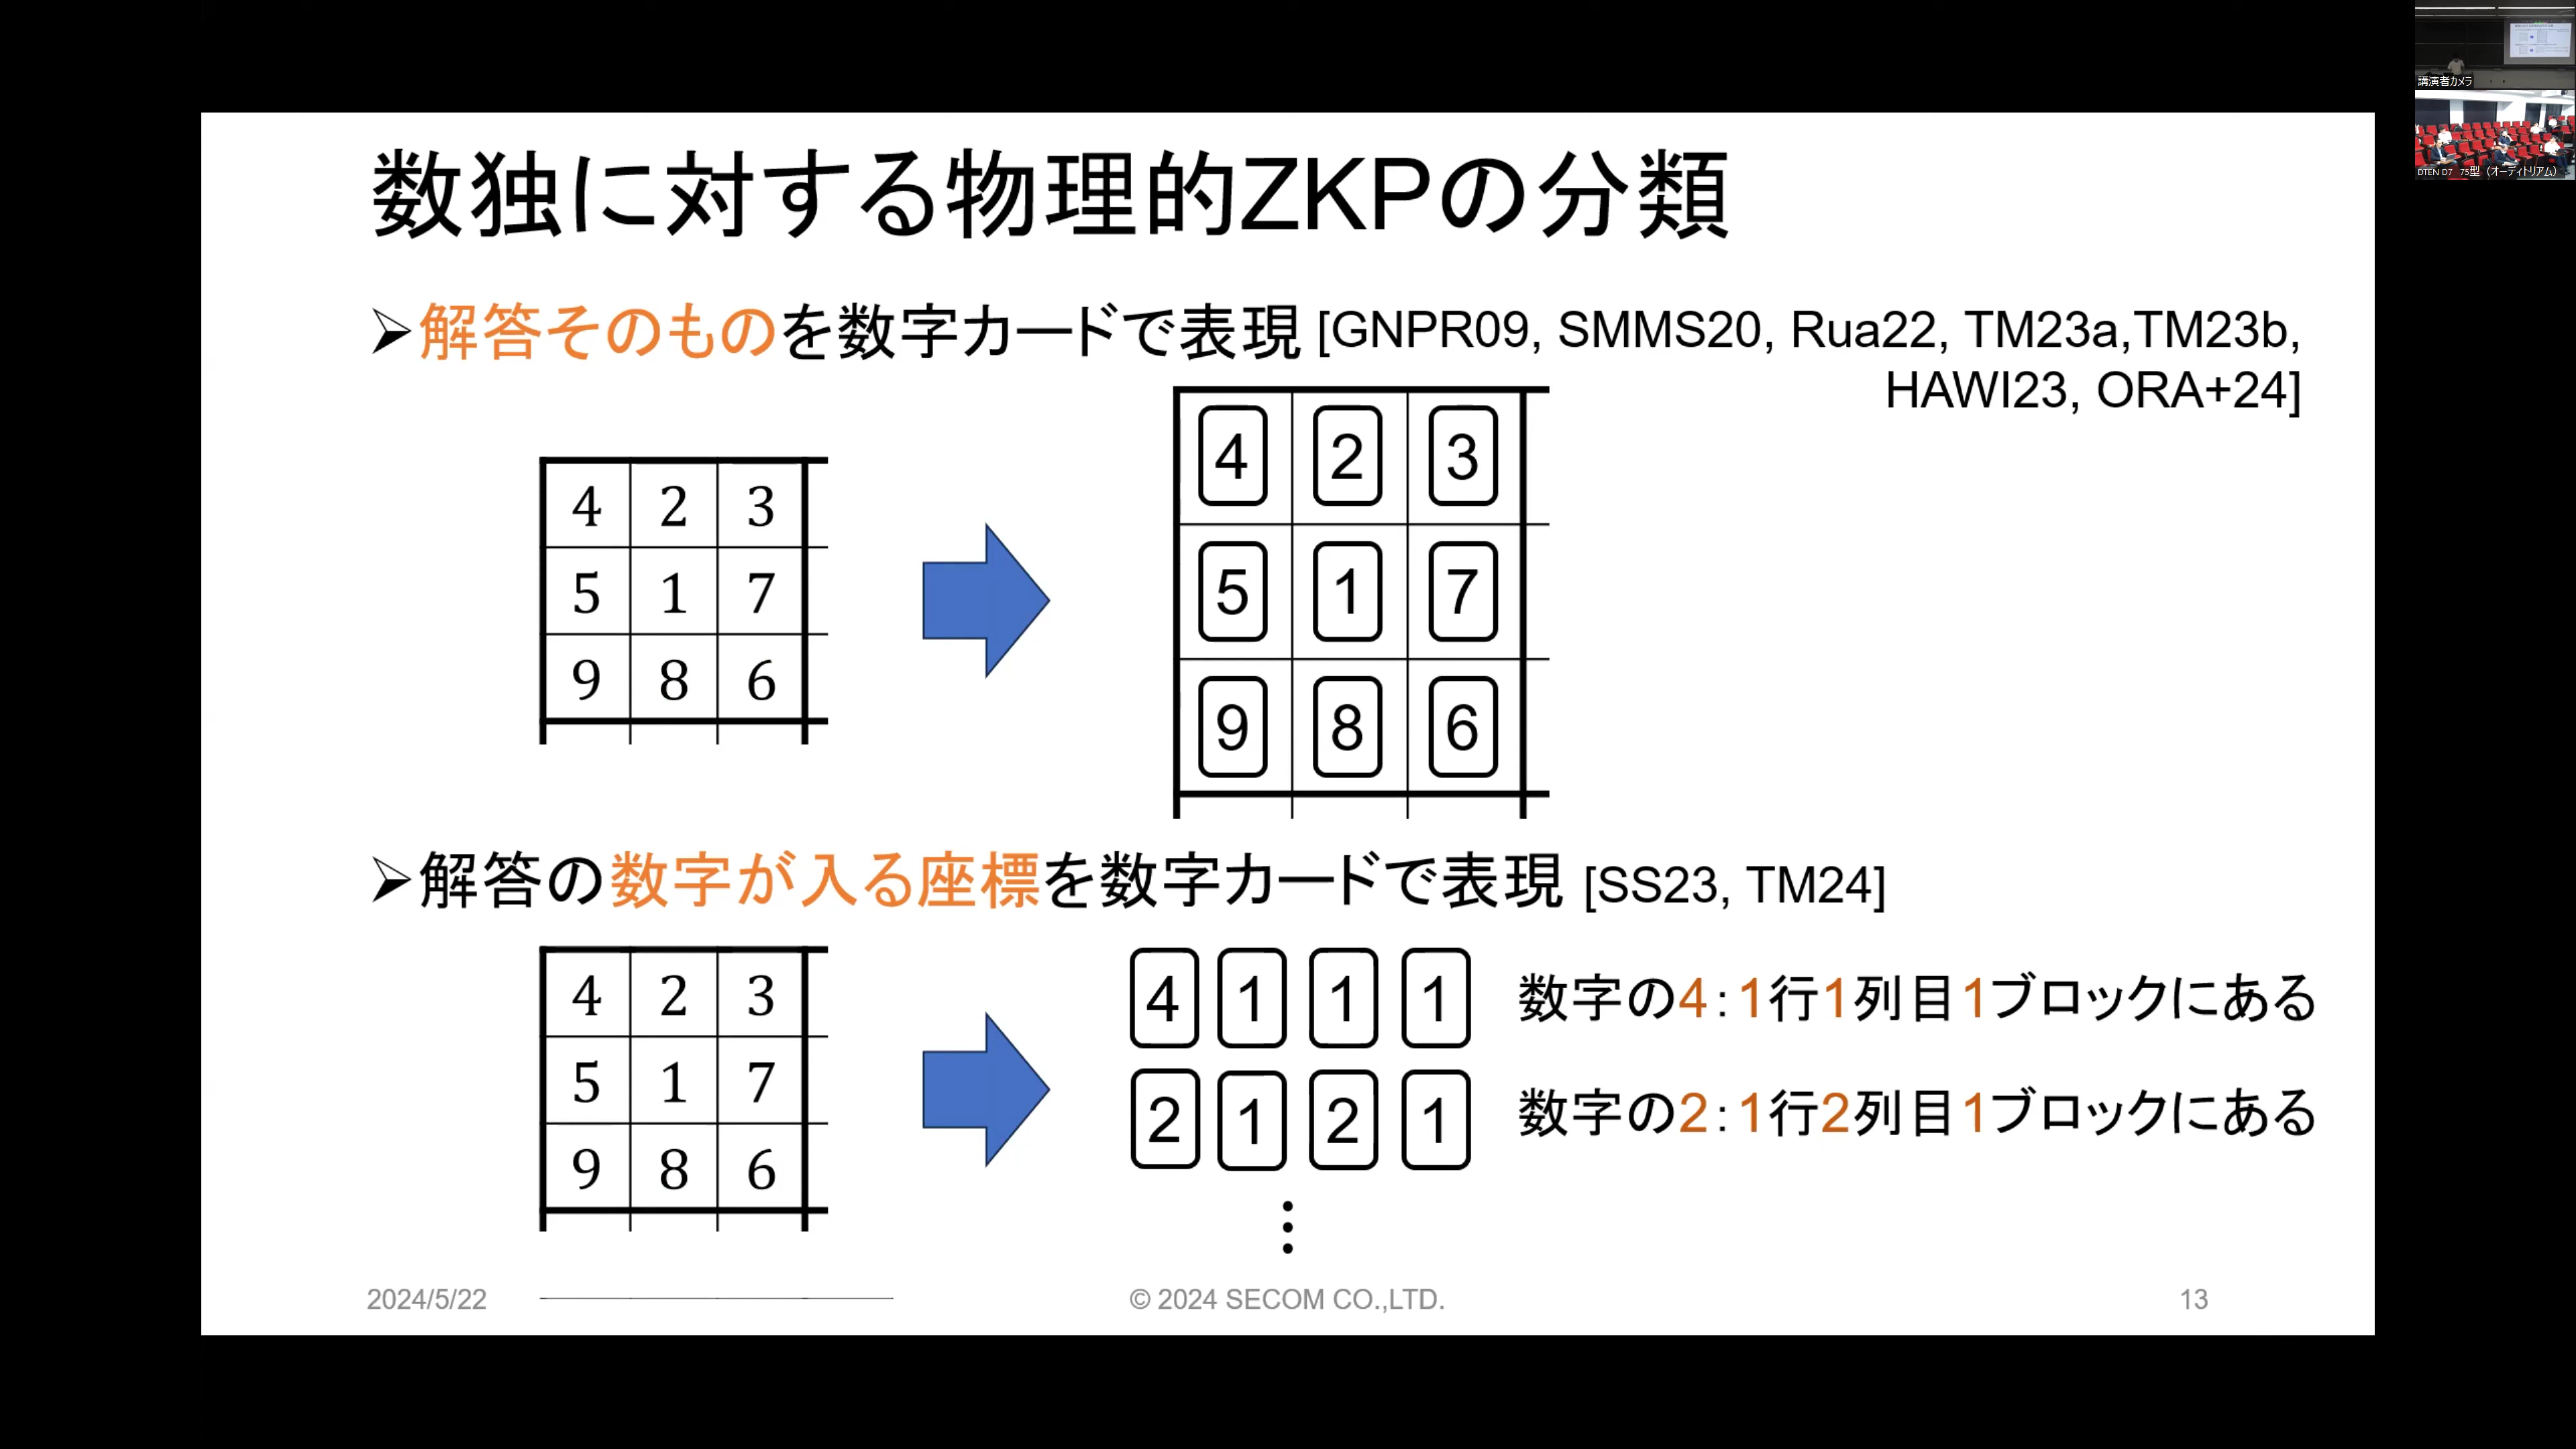 数独に対する物理的ZKPの分類
➢解答そのものを数字カードで表現 [GNPR09, SMMS20, Rua22, TM23a,TM23b,
HAWI23, ORA+24]
4 2 3
5 1 7
9 8 6
4 2 3
5 1 7
9 8 6
➢解答の数字が入る座標を数字カードで表現 [SS23, TM24]
4 2 3
5 1 7
9 8 6
4 1 1 1 数字の4:1行1列目1ブロックにある
2 1 2 1 数字の2:1行2列目1ブロックにある
⋮
2024/5/22
© 2024 SECOM CO.,LTD.
13
講演者カメラ
DTEN D7 75型 (オーディトリアム)